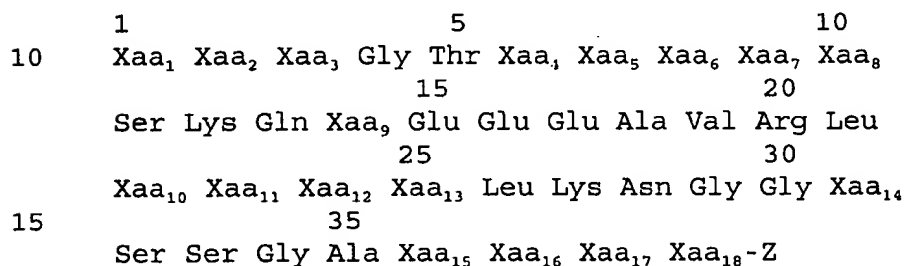 1 5 10
10 Xaa₁ Xaa₂ Xaa₃ Gly Thr Xaa₄ Xaa₅ Xaa₆ Xaa₇ Xaa₈
15 20
Ser Lys Gln Xaa₉ Glu Glu Glu Ala Val Arg Leu
25 30
Xaa₁₀ Xaa₁₁ Xaa₁₂ Xaa₁₃ Leu Lys Asn Gly Gly Xaa₁₄
15 35
Ser Ser Gly Ala Xaa₁₅ Xaa₁₆ Xaa₁₇ Xaa₁₈-Z